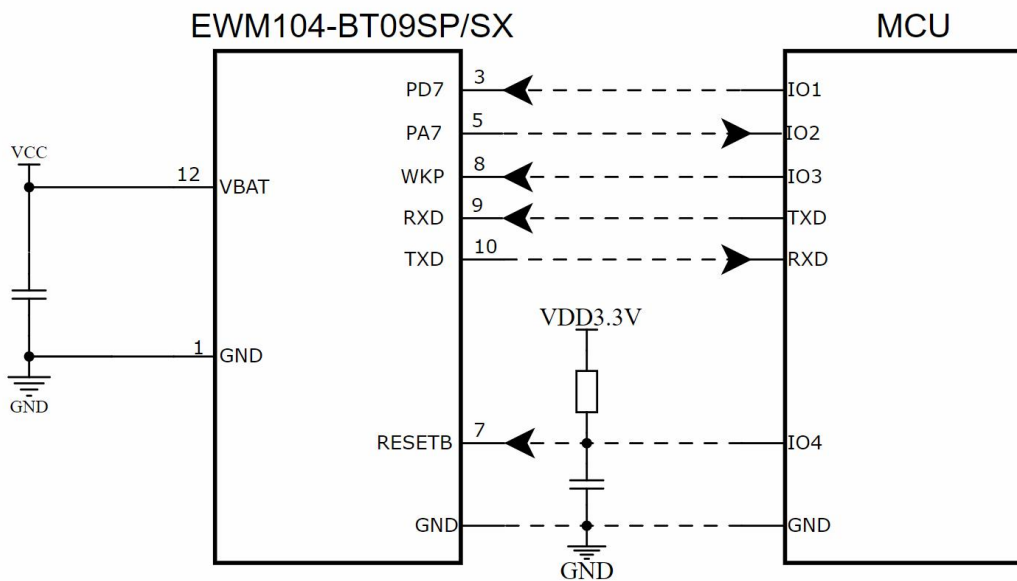 EWM104-BT09SP/SX MCU
PD7 3 IO1
PA7 5 IO2
VCC
12 VBAT WKP 8 IO3
RXD 9 TXD
TXD 10 RXD
VDD3.3V
1 GND
GND
RESETB 7 IO4
GND GND
GND